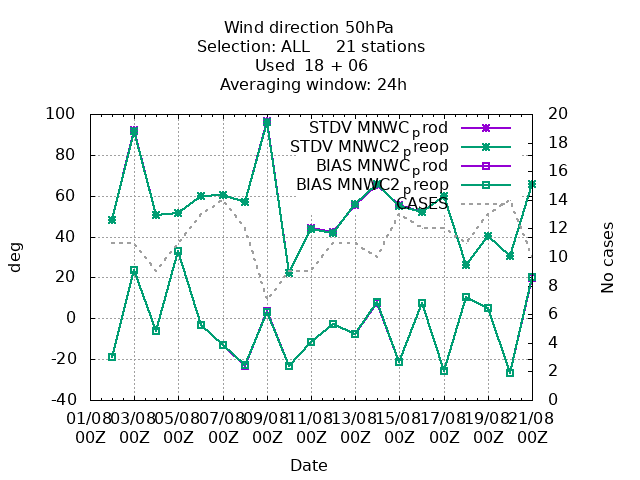 Wind direction 50hPa
Selection: ALL 21 stations
Used 18 + 06
Averaging window: 24h
100 20
80 18
60 16
40 14
20 12
0 10
-20 8
-40 6
4
2
0
STDV MNWC_prod
STDV MNWC2_preop
BIAS MNWC_prod
BIAS MNWC2_preop
CASES
deg
No cases
01/08 03/08 05/08 07/08 09/08 11/08 13/08 15/08 17/08 19/08 21/08
00Z 00Z 00Z 00Z 00Z 00Z 00Z 00Z 00Z 00Z 00Z
Date